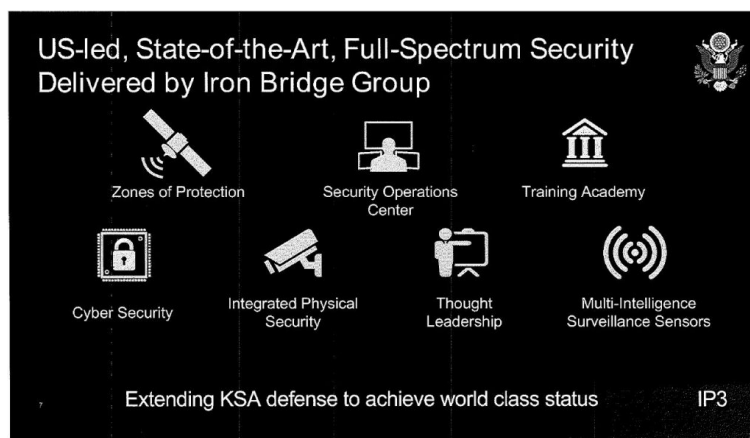 US-led, State-of-the-Art, Full-Spectrum Security
Delivered by Iron Bridge Group
Zones of Protection
Security Operations
Center
Training Academy
Cyber Security
Integrated Physical
Security
Thought
Leadership
Multi-Intelligence
Surveillance Sensors
7
Extending KSA defense to achieve world class status
IP3